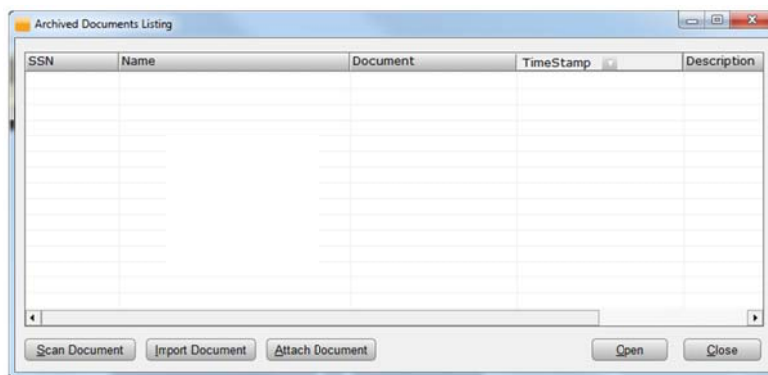 Archived Documents Listing
SSN Name Document TimeStamp Description
Scan Document Import Document Attach Document Open Close